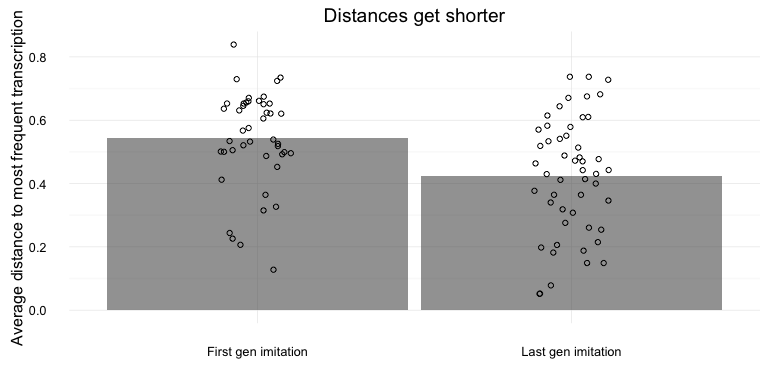 Distances get shorter
Average distance to most frequent transcription
0.8
0.6
0.4
0.2
0.0
First gen imitation
Last gen imitation